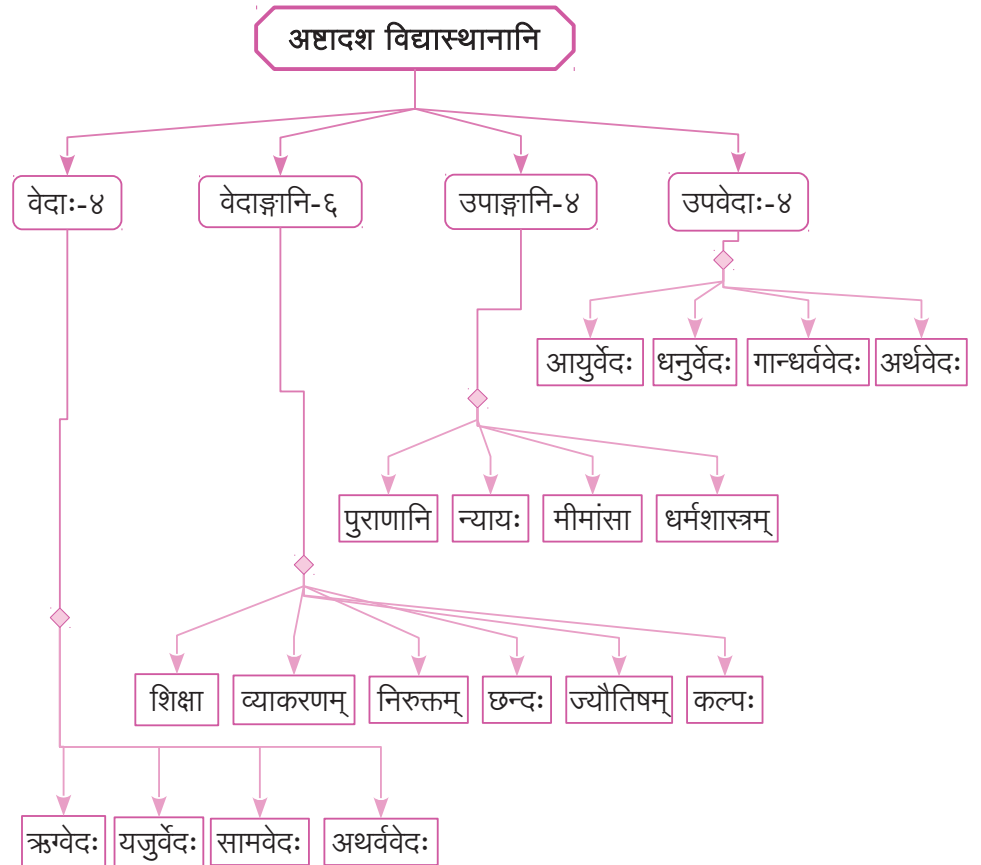 अष्टादश विद्यास्थानानि
वेदाः-४
वेदाङ्गानि-६
उपाङ्गानि-४
उपवेदाः-४
आयुर्वेदः
धनुर्वेदः
गान्धर्ववेदः
अर्थवेदः
पुराणानि
न्यायः
मीमांसा
धर्मशास्त्रम्
शिक्षा
व्याकरणम्
निरुक्तम्
छन्दः
ज्यौतिषम्
कल्पः
ऋग्वेदः
यजुर्वेदः
सामवेदः
अथर्ववेदः